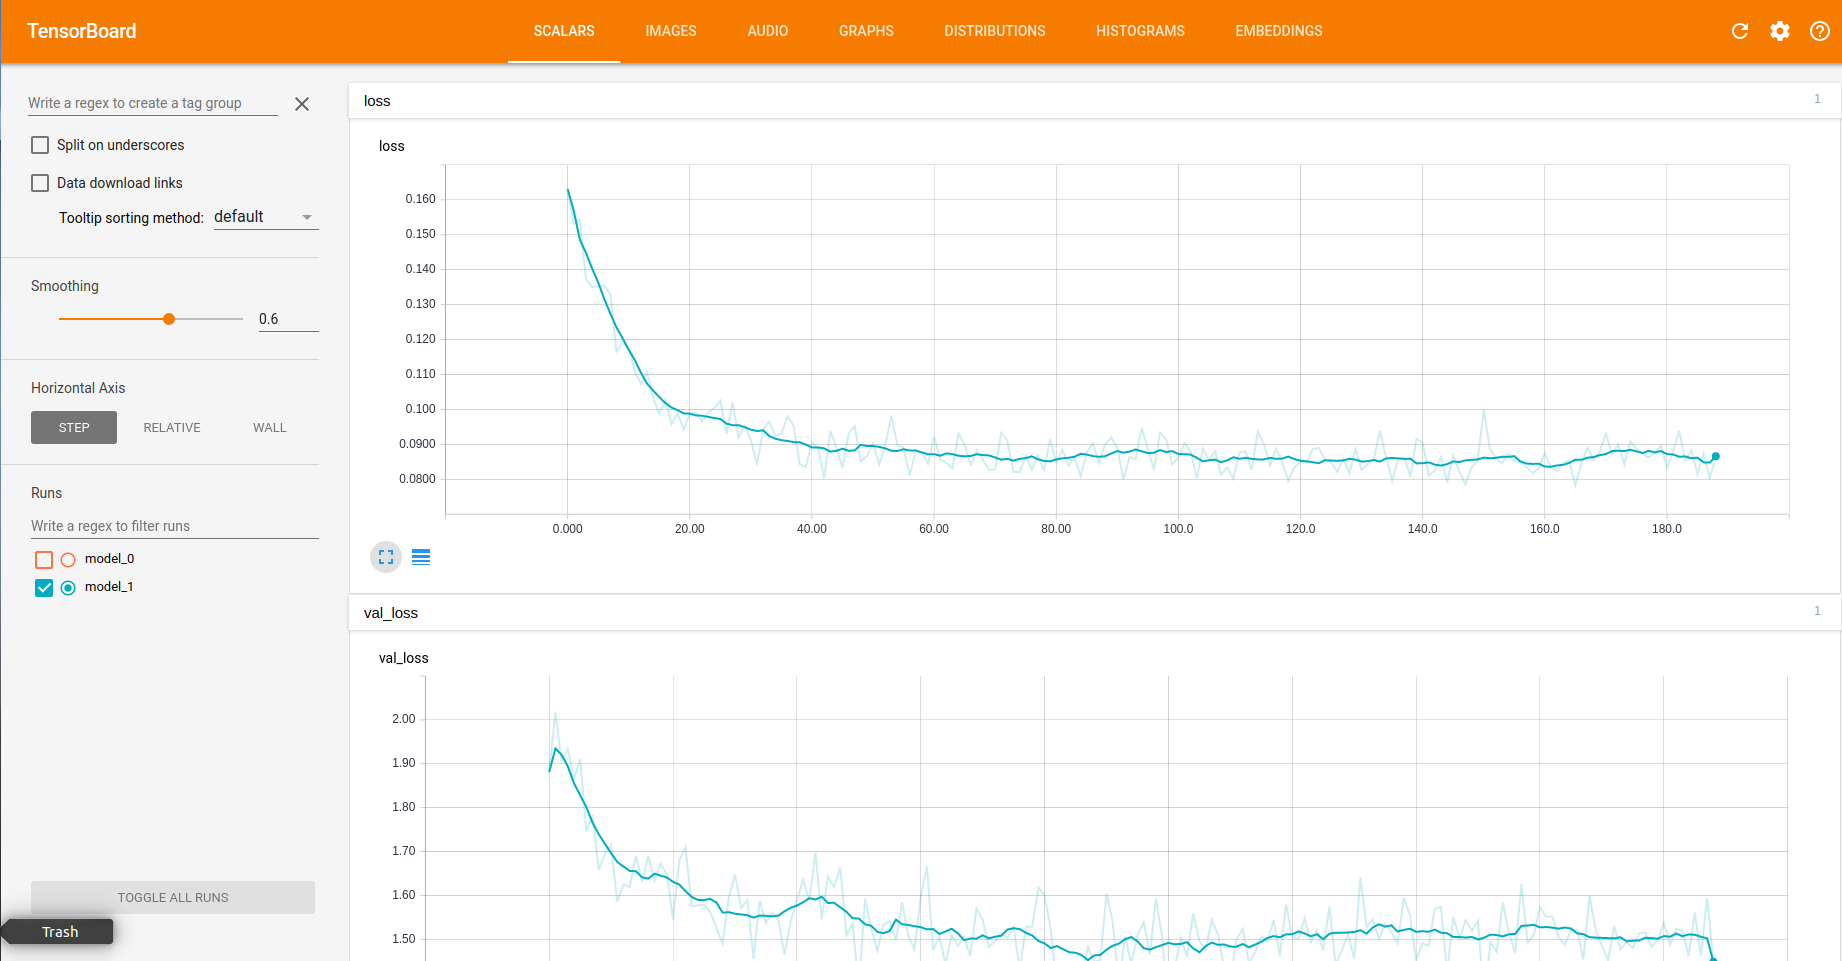 TensorBoard
SCALARS IMAGES AUDIO GRAPHS DISTRIBUTIONS HISTOGRAMS EMBEDDINGS
Write a regex to create a tag group
Split on underscores
Data download links
Tooltip sorting method: default
Smoothing
0.6
Horizontal Axis
STEP RELATIVE WALL
Runs
Write a regex to filter runs
model_0
model_1
TOGGLE ALL RUNS
Trash
loss 1
loss
0.160
0.150
0.140
0.130
0.120
0.110
0.100
0.0900
0.0800
0.000 20.00 40.00 60.00 80.00 100.0 120.0 140.0 160.0 180.0
val_loss 1
val_loss
2.00
1.90
1.80
1.70
1.60
1.50